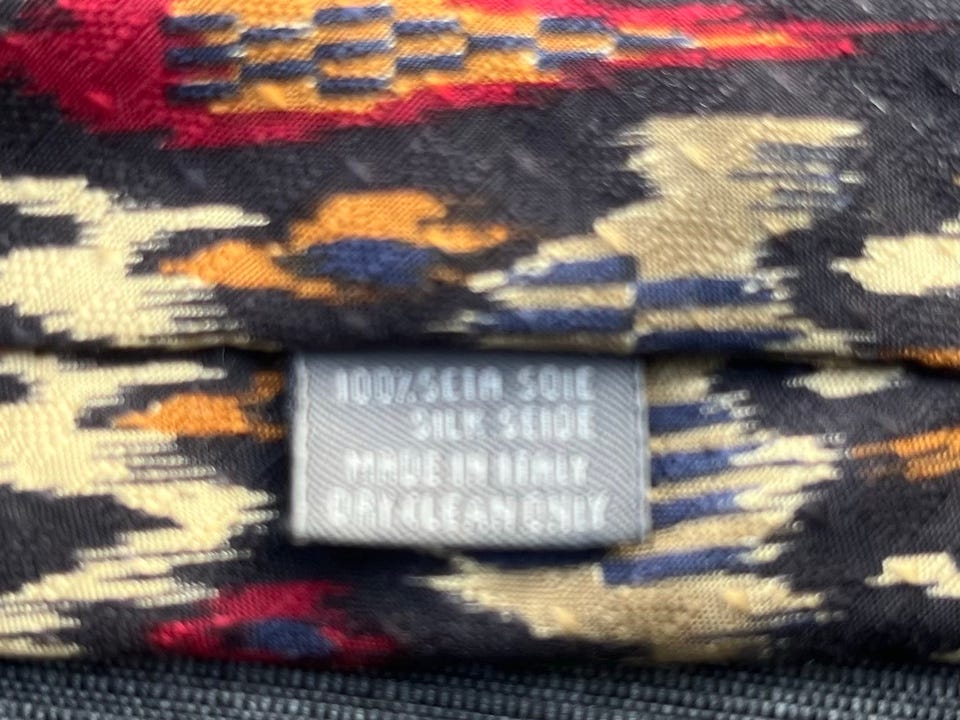 100% SETA SOIE
SILK SEIDE
MADE IN ITALY
DRY CLEAN ONLY